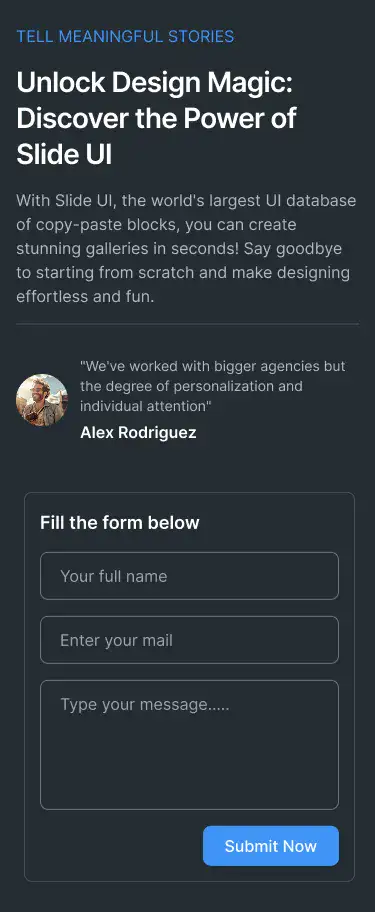 TELL MEANINGFUL STORIES
Unlock Design Magic:
Discover the Power of
Slide UI
With Slide UI, the world's largest UI database
of copy-paste blocks, you can create
stunning galleries in seconds! Say goodbye
to starting from scratch and make designing
effortless and fun.
"We've worked with bigger agencies but
the degree of personalization and
individual attention"
Alex Rodriguez
Fill the form below
Your full name
Enter your mail
Type your message.....
Submit Now